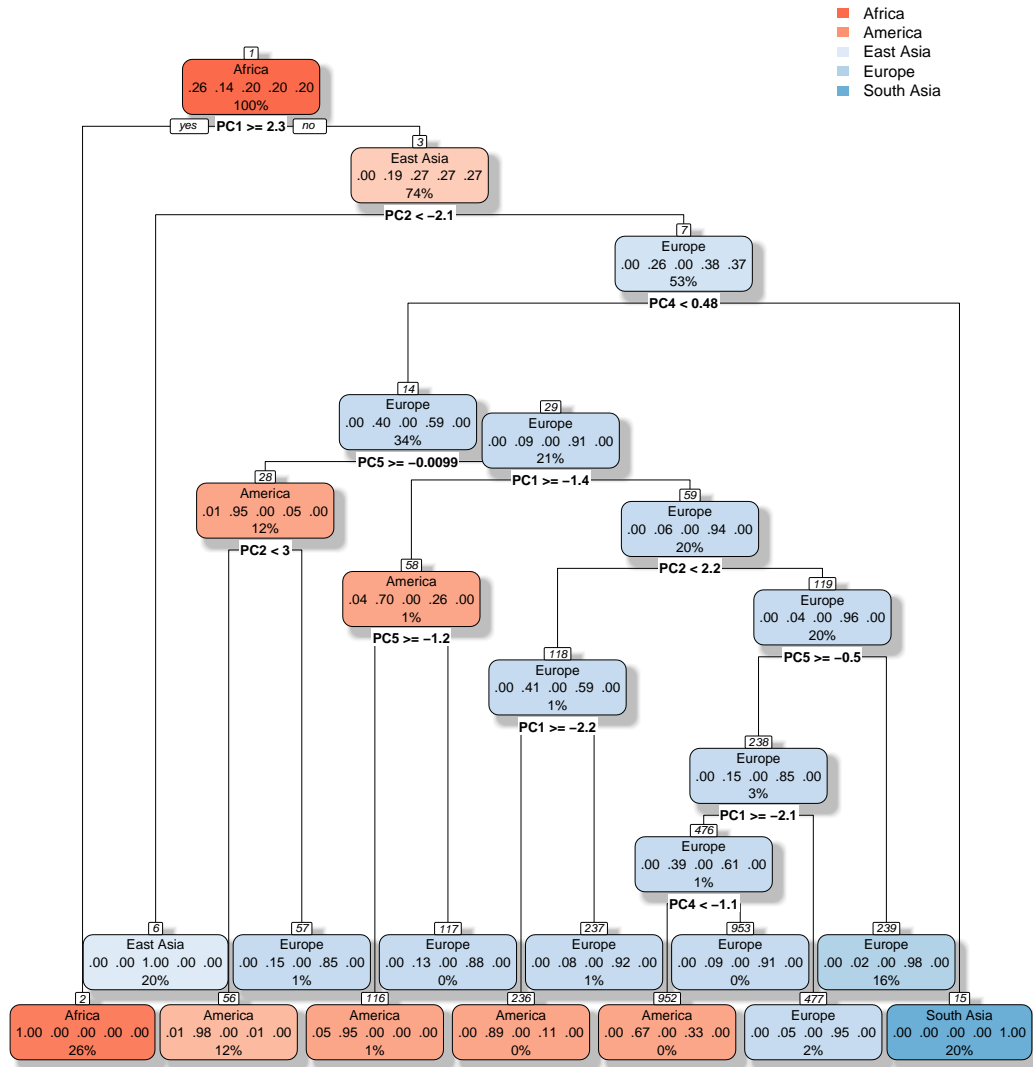 Africa
America
East Asia
Europe
South Asia
1
Africa
.26 .14 .20 .20 .20
100%
yes PC1 >= 2.3 no
3
East Asia
.00 .19 .27 .27 .27
74%
PC2 < −2.1
7
Europe
.00 .26 .00 .38 .37
53%
PC4 < 0.48
14
Europe
.00 .40 .00 .59 .00
34%
PC5 >= −0.0099
29
Europe
.00 .09 .00 .91 .00
21%
PC1 >= −1.4
28
America
.01 .95 .00 .05 .00
12%
PC2 < 3
59
Europe
.00 .06 .00 .94 .00
20%
PC2 < 2.2
58
America
.04 .70 .00 .26 .00
1%
PC5 >= −1.2
119
Europe
.00 .04 .00 .96 .00
20%
PC5 >= −0.5
118
Europe
.00 .41 .00 .59 .00
1%
PC1 >= −2.2
238
Europe
.00 .15 .00 .85 .00
3%
PC1 >= −2.1
476
Europe
.00 .39 .00 .61 .00
1%
PC4 < −1.1
6
East Asia
.00 .00 1.00 .00 .00
20%
57
Europe
.00 .15 .00 .85 .00
1%
117
Europe
.00 .13 .00 .88 .00
0%
237
Europe
.00 .08 .00 .92 .00
1%
953
Europe
.00 .09 .00 .91 .00
0%
239
Europe
.00 .02 .00 .98 .00
16%
2
Africa
1.00 .00 .00 .00 .00
26%
56
America
.01 .98 .00 .01 .00
12%
116
America
.05 .95 .00 .00 .00
1%
236
America
.00 .89 .00 .11 .00
0%
952
America
.00 .67 .00 .33 .00
0%
477
Europe
.00 .05 .00 .95 .00
2%
15
South Asia
.00 .00 .00 .00 1.00
20%